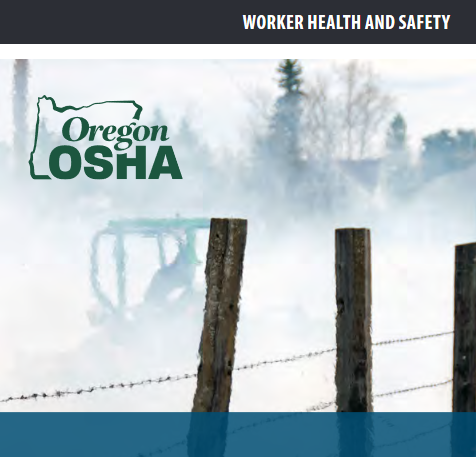 WORKER HEALTH AND SAFETY
Oregon
OSHA